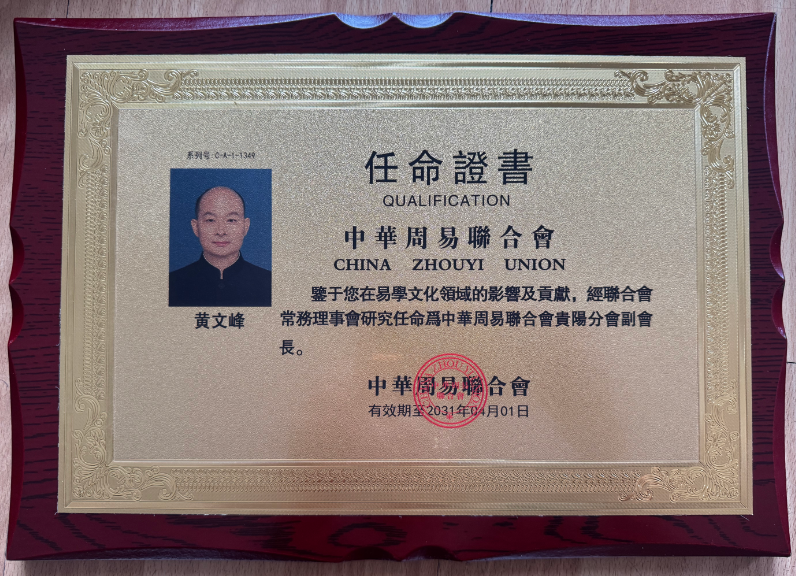 系列号:C-A-1-1349
任命證書
QUALIFICATION
中華周易聯合會
CHINA ZHOUYI UNION
黄文峰
鑒于您在易學文化領域的影響及貢獻，經聯合會
常務理事會研究任命爲中華周易聯合會貴陽分會副會
長。
中華周易聯合會
有效期至2031年04月01日